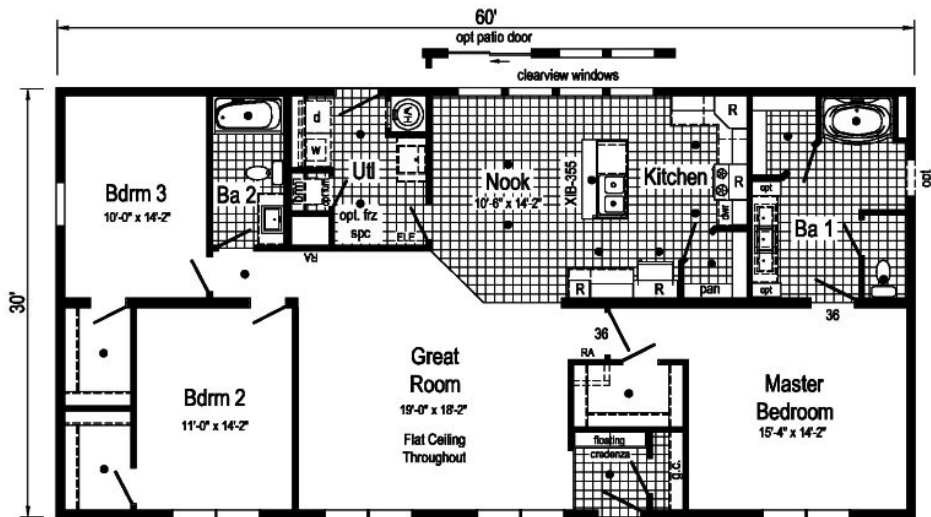 60'
opt patio door
clearview windows
30'
Bdrm 3
10'-0" x 14'-2"
Ba 2
d
w
Utl
W/H
opt. frz
spc
ELE
RA
Nook
10'-6" x 14'-2"
XIB-355
Kitchen
R
R
dwr
R
R
pan
opt
opt
Ba 1
opt
36
Bdrm 2
11'-0" x 14'-2"
Great
Room
19'-0" x 18'-2"
Flat Ceiling
Throughout
36
RA
floating
credenza
g.c.
Master
Bedroom
15'-4" x 14'-2"